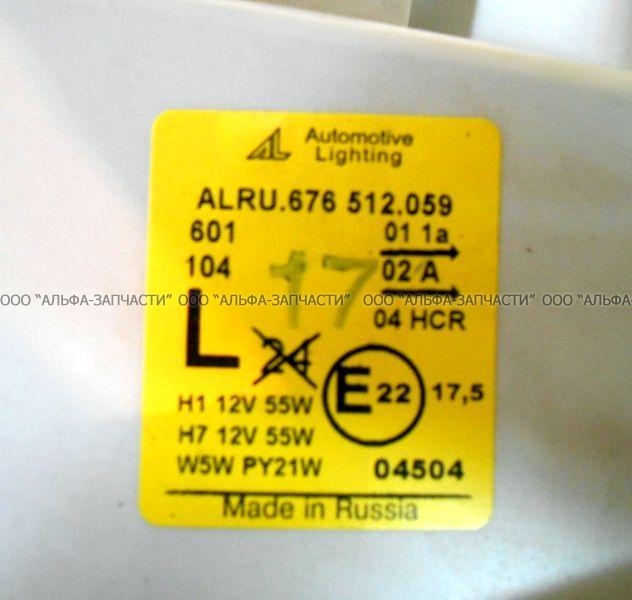 AL Automotive
Lighting
ALRU.676 512.059
601 01 1a
104 17 02 A
ООО "АЛЬФА-ЗАПЧАСТИ" ООО "АЛЬФА-ЗАПЧАСТИ" ООО "АЛЬФА-ЗАПЧАСТИ" ООО "АЛЬФА-
L 04 HCR
24
E 22 17,5
H1 12V 55W
H7 12V 55W
W5W PY21W 04504
Made in Russia